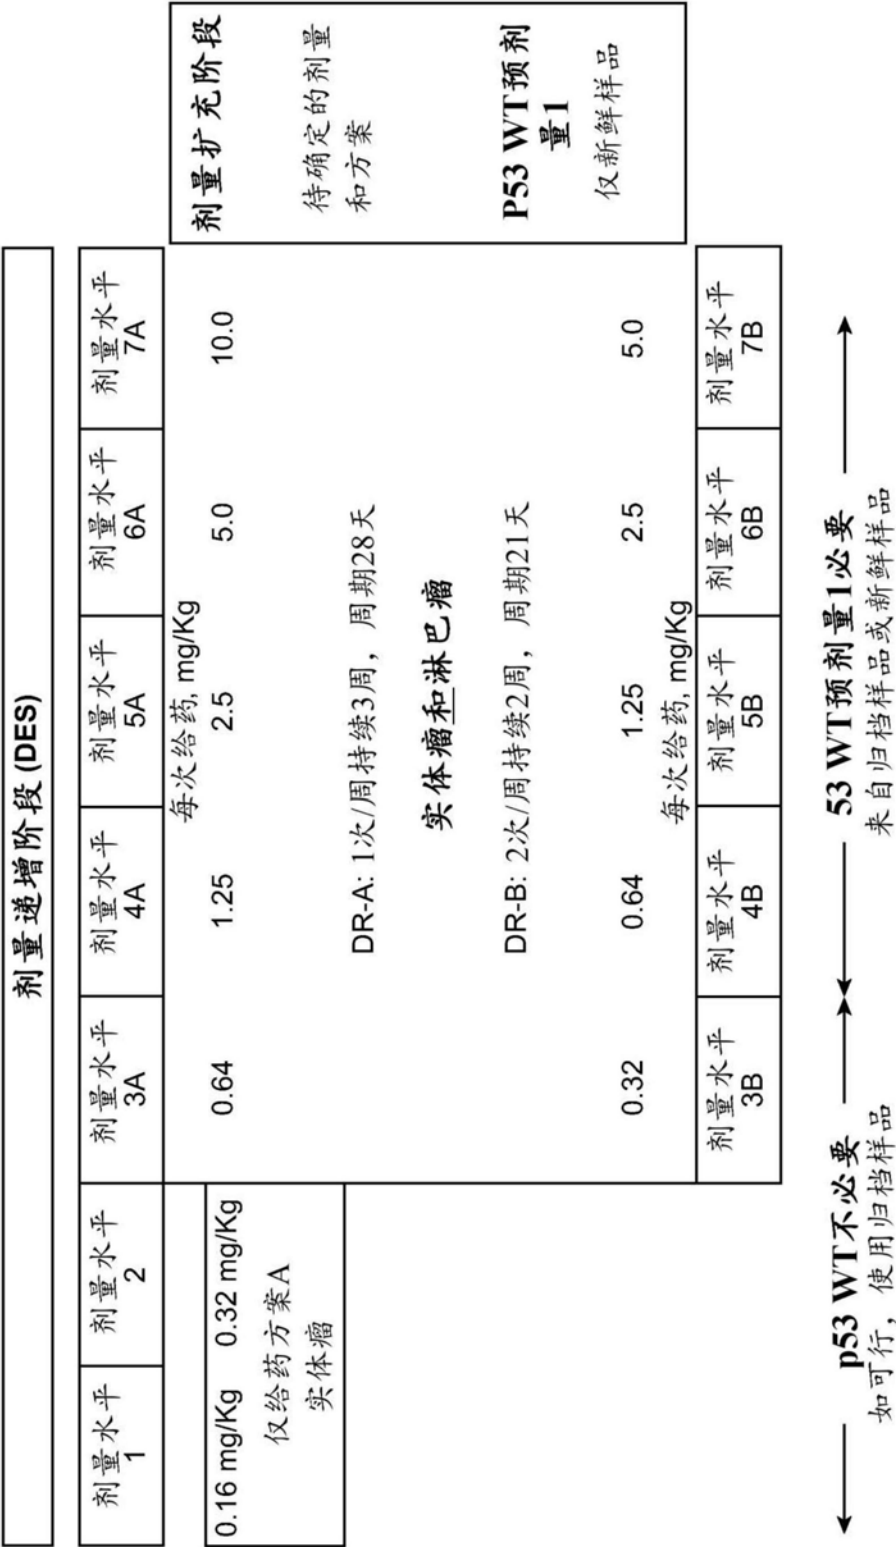 剂量递增阶段(DES)
剂量水平
1
剂量水平
2
剂量水平
3A
剂量水平
4A
剂量水平
5A
剂量水平
6A
剂量水平
7A
0.16 mg/Kg
0.32 mg/Kg
仅给药方案A
实体瘤
每次给药, mg/Kg
0.64
1.25
2.5
5.0
10.0
DR-A: 1次/周持续3周，周期28天
实体瘤和淋巴瘤
DR-B: 2次/周持续2周，周期21天
0.32
0.64
1.25
2.5
5.0
每次给药, mg/Kg
剂量水平
3B
剂量水平
4B
剂量水平
5B
剂量水平
6B
剂量水平
7B
剂量扩充阶段
待确定的剂量
和方案
P53 WT预剂
量1
仅新鲜样品
p53 WT不必要
如可行，使用归档样品
53 WT预剂量1必要
来自归档样品或新鲜样品